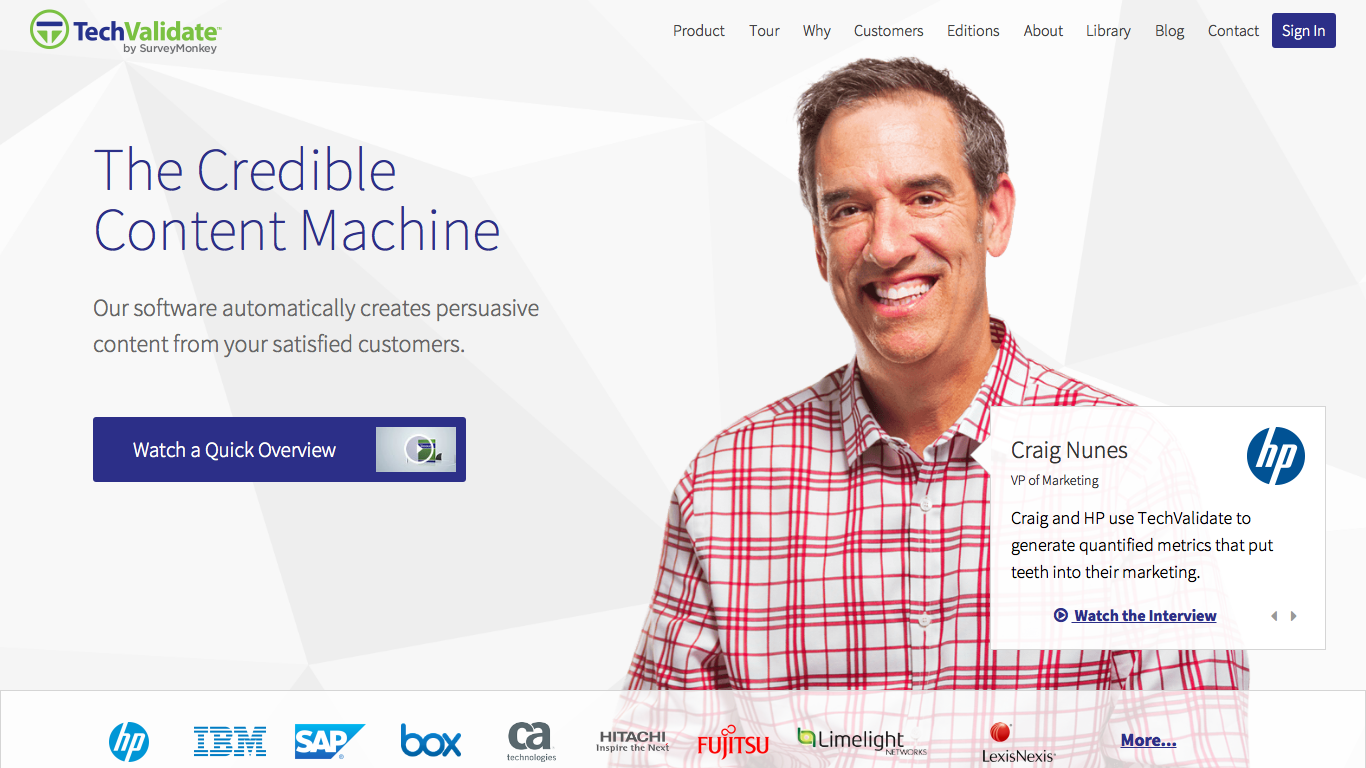 TechValidate™
by SurveyMonkey
Product Tour Why Customers Editions About Library Blog Contact Sign In
The Credible
Content Machine
Our software automatically creates persuasive
content from your satisfied customers.
Watch a Quick Overview
Craig Nunes
hp
VP of Marketing
Craig and HP use TechValidate to
generate quantified metrics that put
teeth into their marketing.
Watch the Interview
hp IBM SAP box ca technologies HITACHI Inspire the Next FUJITSU Limelight NETWORKS LexisNexis More...